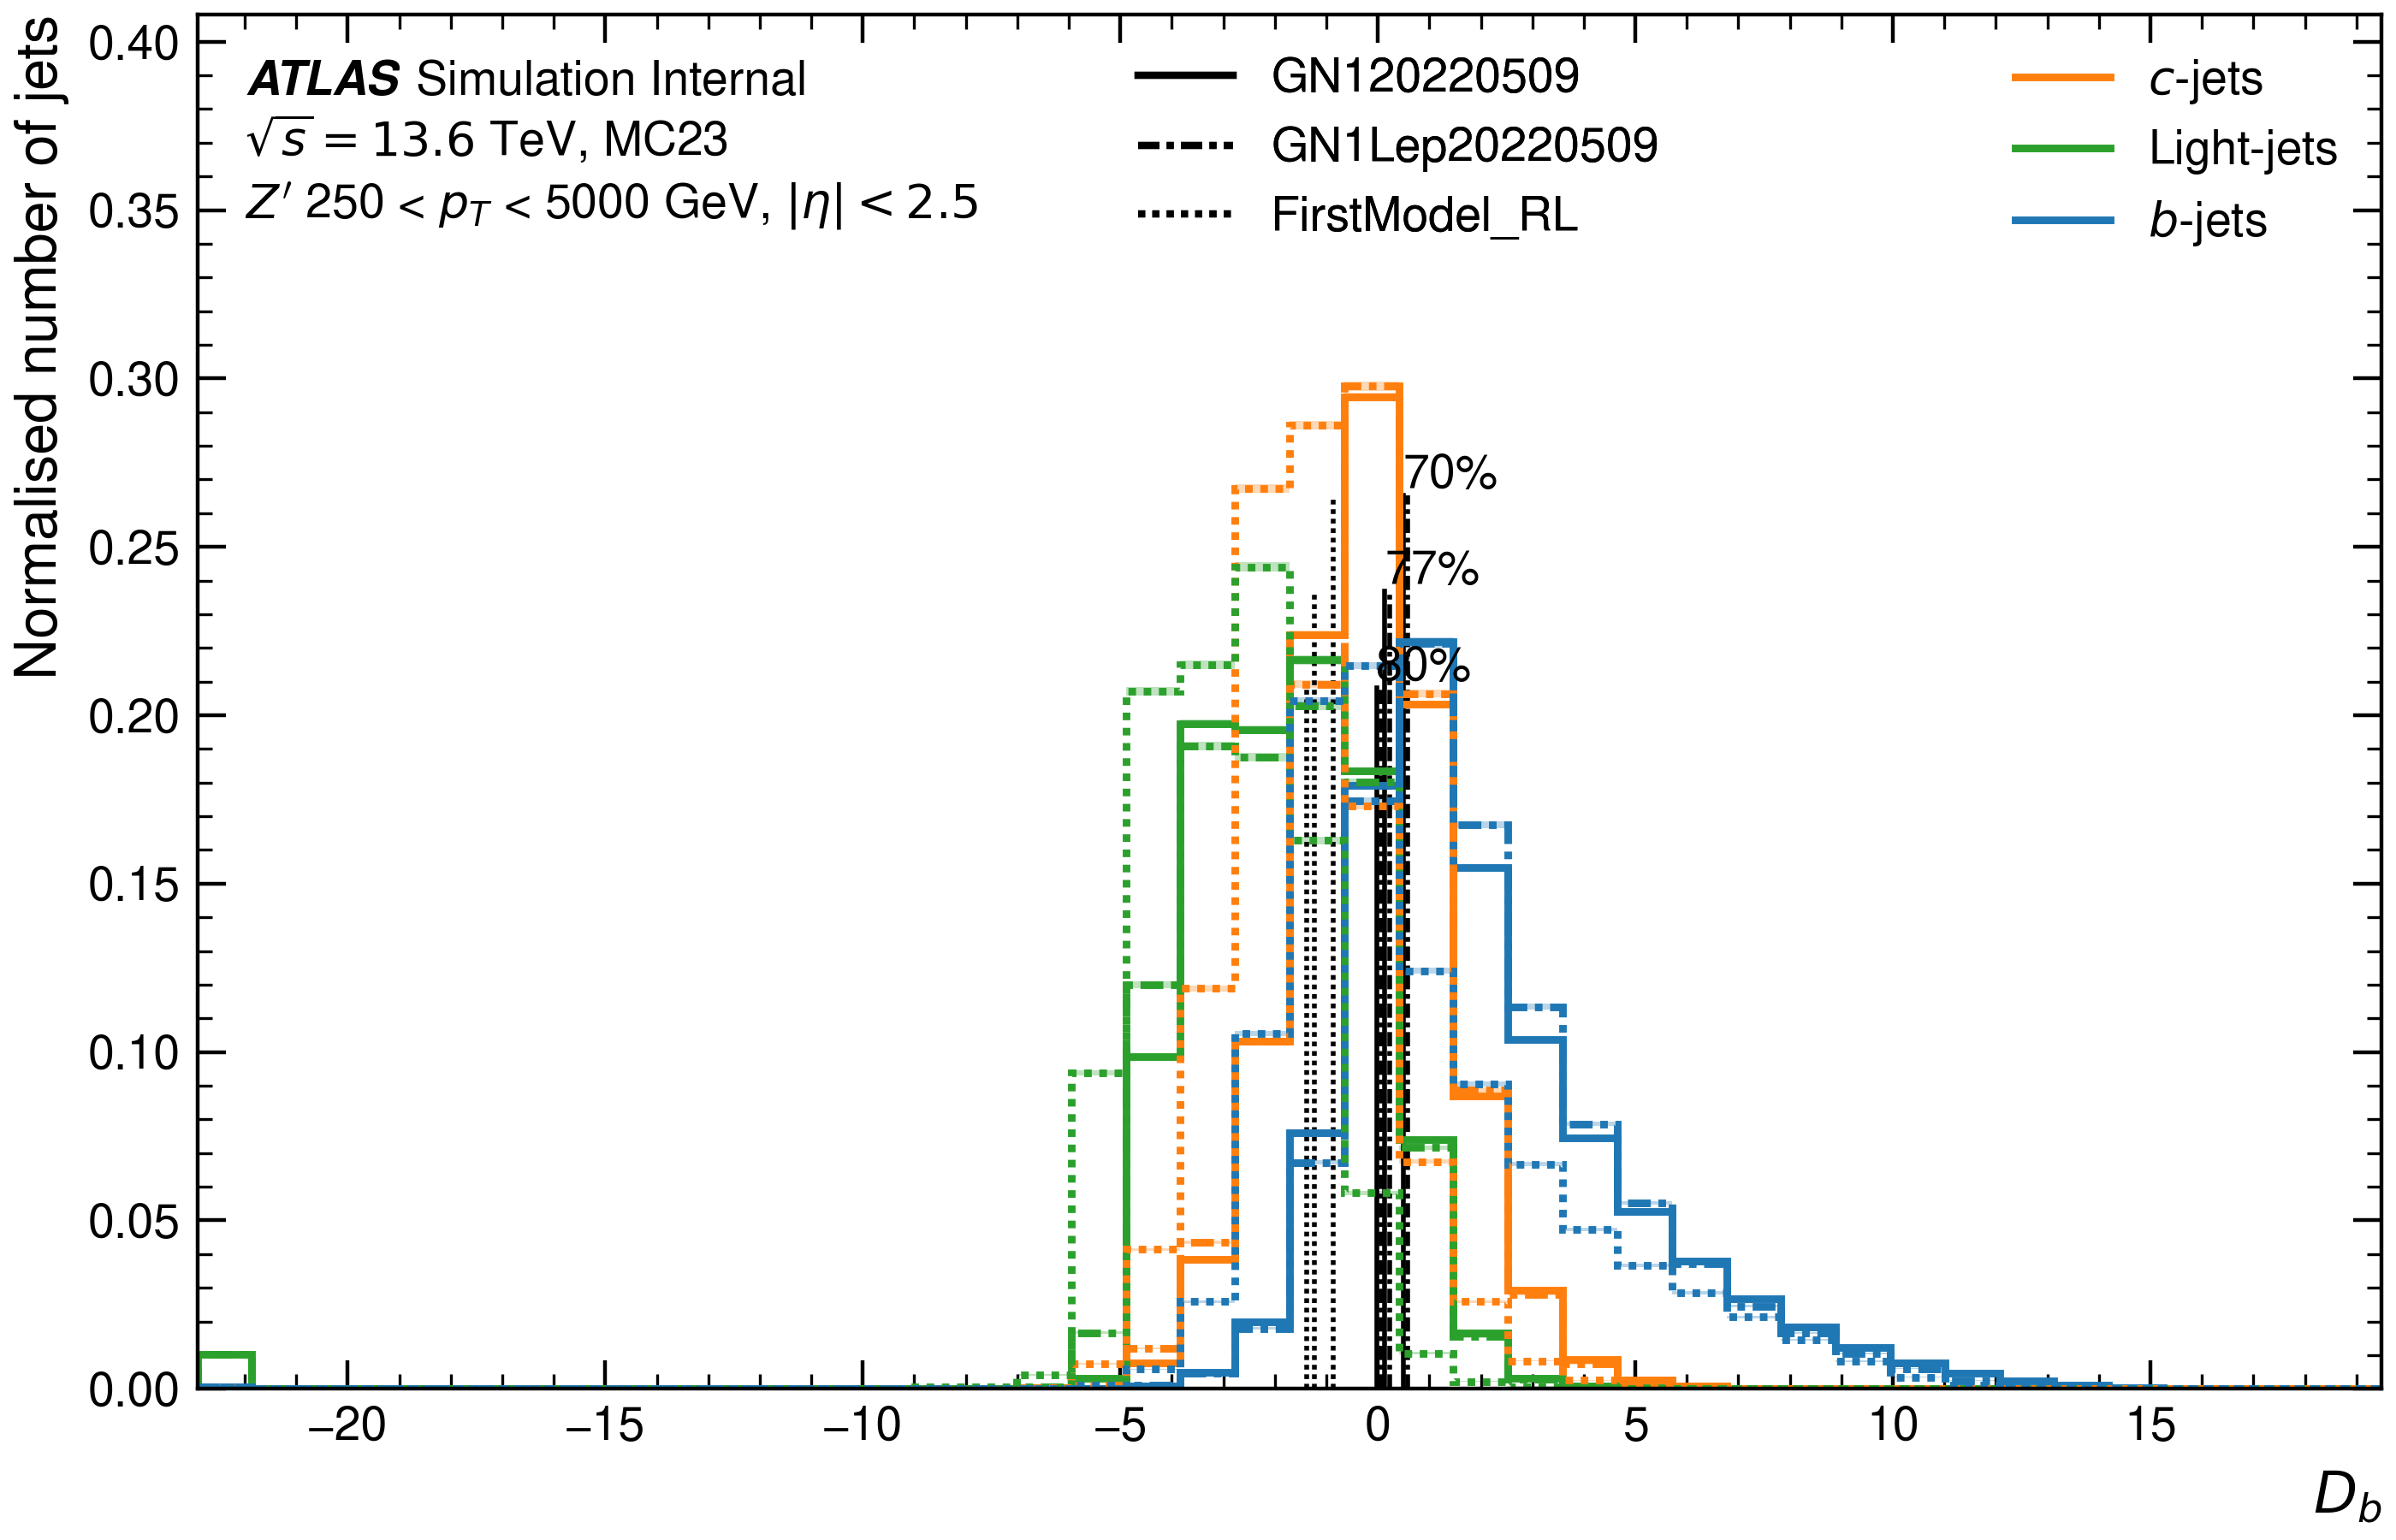 Normalised number of jets
0.40
0.35
0.30
0.25
0.20
0.15
0.10
0.05
0.00
ATLAS Simulation Internal
√s = 13.6 TeV, MC23
Z′ 250 < p_T < 5000 GeV, |η| < 2.5
GN120220509
GN1Lep20220509
FirstModel_RL
c-jets
Light-jets
b-jets
70%
77%
80%
−20 −15 −10 −5 0 5 10 15
D_b